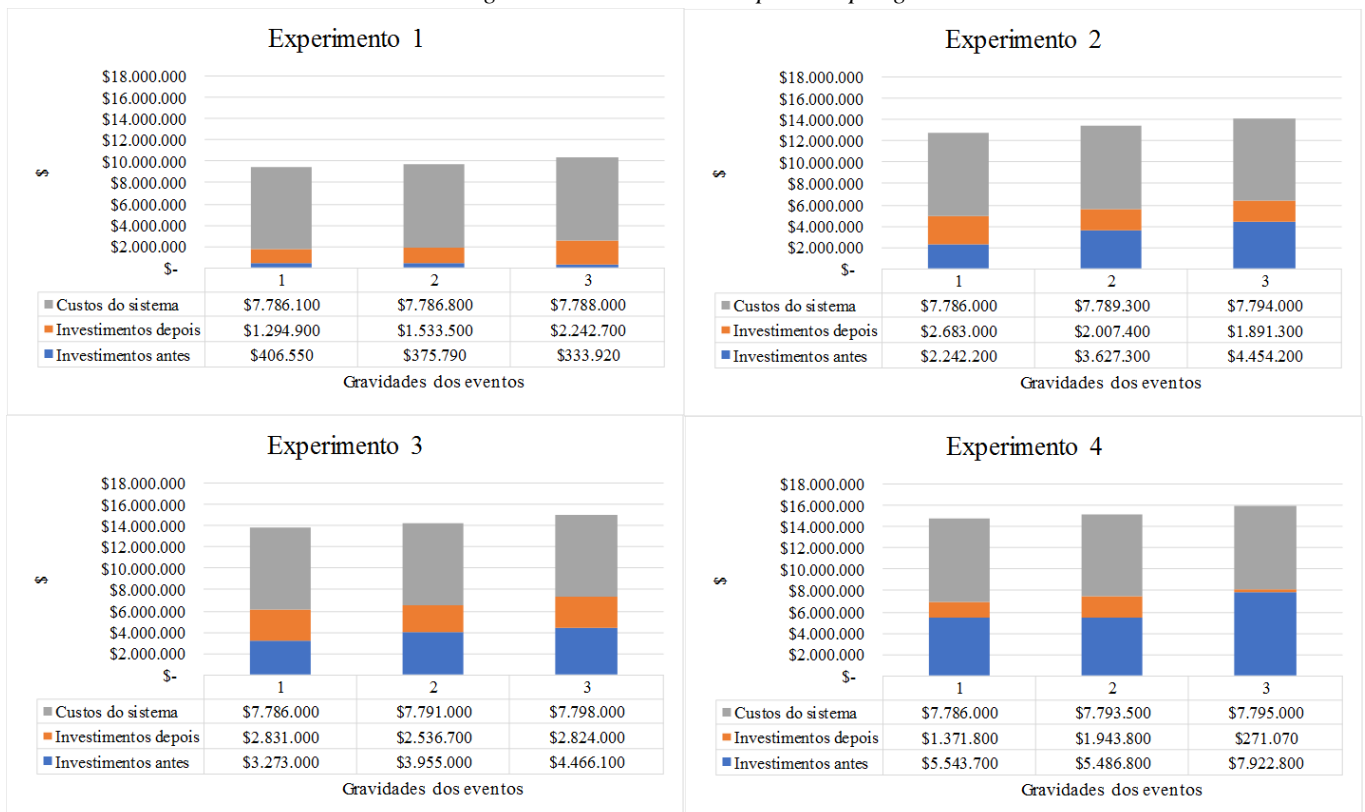 Experimento 1
$18.000.000
$16.000.000
$14.000.000
$12.000.000
$10.000.000
$8.000.000
$6.000.000
$4.000.000
$2.000.000
$-
$
1 2 3
Custos do sistema $7.786.100 $7.786.800 $7.788.000
Investimentos depois $1.294.900 $1.533.500 $2.242.700
Investimentos antes $406.550 $375.790 $333.920
Gravidades dos eventos
Experimento 2
$18.000.000
$16.000.000
$14.000.000
$12.000.000
$10.000.000
$8.000.000
$6.000.000
$4.000.000
$2.000.000
$-
$
1 2 3
Custos do sistema $7.786.000 $7.789.300 $7.794.000
Investimentos depois $2.683.000 $2.007.400 $1.891.300
Investimentos antes $2.242.200 $3.627.300 $4.454.200
Gravidades dos eventos
Experimento 3
$18.000.000
$16.000.000
$14.000.000
$12.000.000
$10.000.000
$8.000.000
$6.000.000
$4.000.000
$2.000.000
$-
$
1 2 3
Custos do sistema $7.786.000 $7.791.000 $7.798.000
Investimentos depois $2.831.000 $2.536.700 $2.824.000
Investimentos antes $3.273.000 $3.955.000 $4.466.100
Gravidades dos eventos
Experimento 4
$18.000.000
$16.000.000
$14.000.000
$12.000.000
$10.000.000
$8.000.000
$6.000.000
$4.000.000
$2.000.000
$-
$
1 2 3
Custos do sistema $7.786.000 $7.793.500 $7.795.000
Investimentos depois $1.371.800 $1.943.800 $271.070
Investimentos antes $5.543.700 $5.486.800 $7.922.800
Gravidades dos eventos